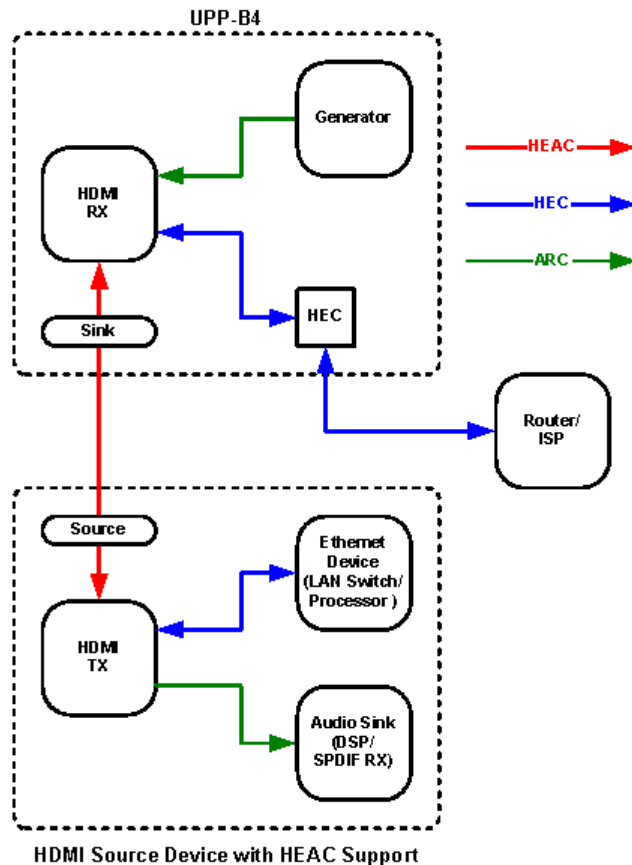 UPP-B4
Generator
HEAC
HDMI
RX
HEC
ARC
Sink
HEC
Router/
ISP
Source
Ethernet
Device
(LAN Switch/
Processor )
HDMI
TX
Audio Sink
(DSP/
SPDIF RX)
HDMI Source Device with HEAC Support